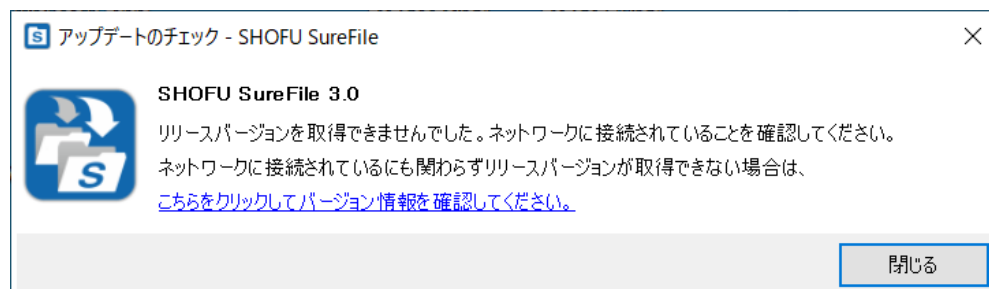 アップデートのチェック - SHOFU SureFile
SHOFU SureFile 3.0
リリースバージョンを取得できませんでした。ネットワークに接続されていることを確認してください。
ネットワークに接続されているにも関わらずリリースバージョンが取得できない場合は、
こちらをクリックしてバージョン情報を確認してください。
閉じる